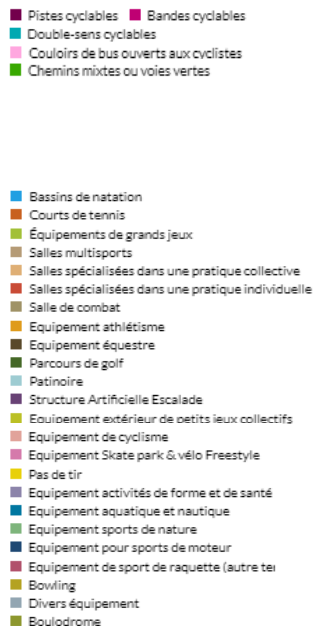 Pistes cyclables Bandes cyclables
Double-sens cyclables
Couloirs de bus ouverts aux cyclistes
Chemins mixtes ou voies vertes
Bassins de natation
Courts de tennis
Équipements de grands jeux
Salles multisports
Salles spécialisées dans une pratique collective
Salles spécialisées dans une pratique individuelle
Salle de combat
Equipement athlétisme
Equipement équestre
Parcours de golf
Patinoire
Structure Artificielle Escalade
Equipement extérieur de petits jeux collectifs
Equipement de cyclisme
Equipement Skate park & vélo Freestyle
Pas de tir
Equipement activités de forme et de santé
Equipement aquatique et nautique
Equipement sports de nature
Equipement pour sports de moteur
Equipement de sport de raquette (autre te
Bowling
Divers équipement
Boulodrome